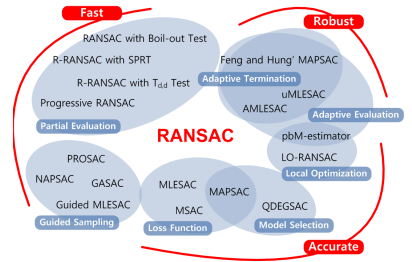 Fast
Robust
RANSAC with Boil-out Test
R-RANSAC with SPRT
R-RANSAC with Td,d Test
Progressive RANSAC
Partial Evaluation
Feng and Hung' MAPSAC
Adaptive Termination
uMLESAC
AMLESAC
Adaptive Evaluation
RANSAC
pbM-estimator
LO-RANSAC
Local Optimization
PROSAC
NAPSAC
GASAC
Guided MLESAC
Guided Sampling
MLESAC
MAPSAC
MSAC
Loss Function
QDEGSAC
Model Selection
Accurate